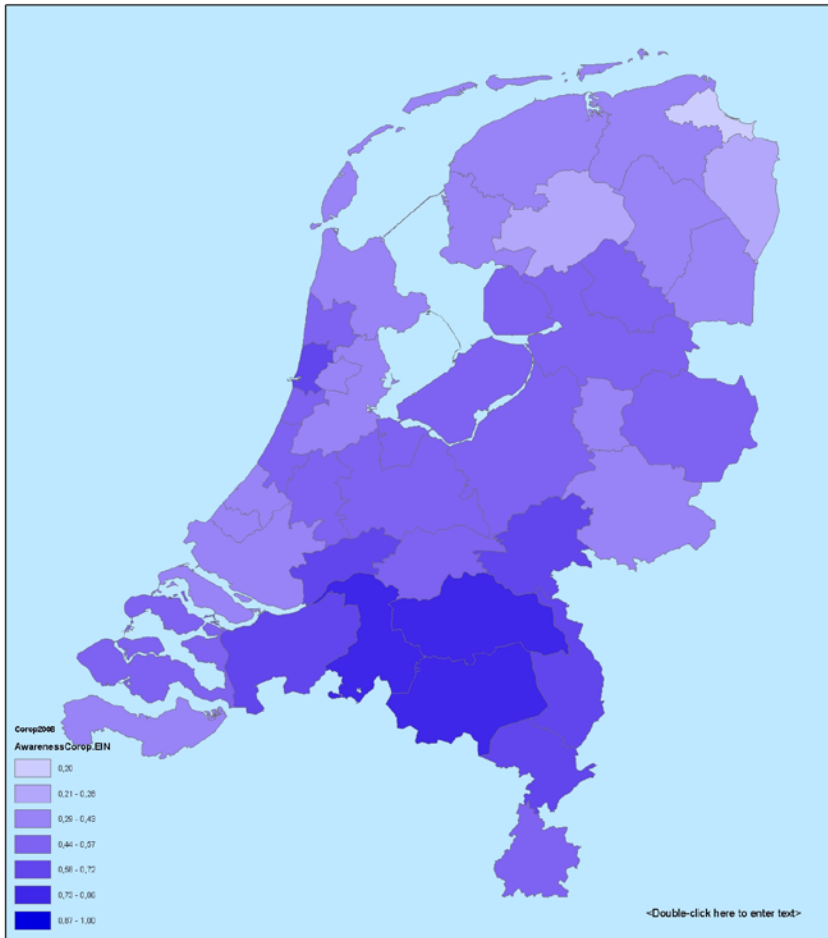 Corop2008
AwarenessCorop.EIN
0,20
0,21 - 0,28
0,29 - 0,43
0,44 - 0,57
0,58 - 0,72
0,73 - 0,86
0,87 - 1,00
<Double-click here to enter text>